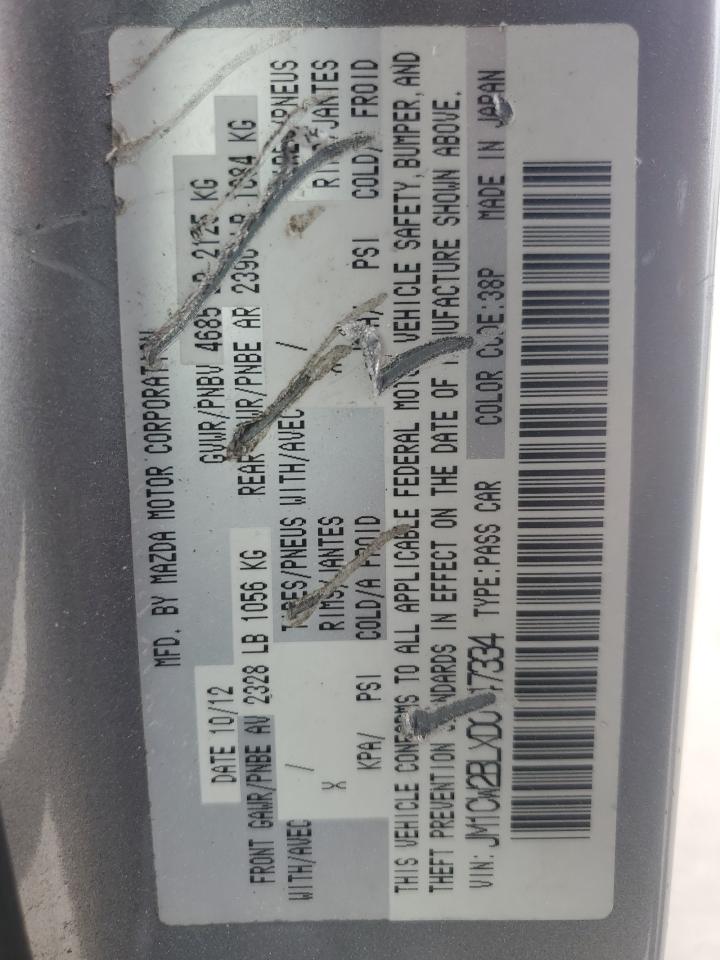 MFD. BY MAZDA MOTOR CORPORATION
DATE 10/12 GVWR/PNBV 4685 LB 2125 KG
FRONT GAWR/PNBE AV 2328 LB 1056 KG REAR GAWR/PNBE AR 2390 LB 1084 KG
WITH/AVEC TIRES/PNEUS WITH/AVEC TIRES/PNEUS
/ X RIMS/JANTES / RIMS/JANTES
KPA/ PSI COLD/A FROID KPA/ PSI COLD/ FROID
THIS VEHICLE CONFORMS TO ALL APPLICABLE FEDERAL MOTOR VEHICLE SAFETY, BUMPER, AND
THEFT PREVENTION STANDARDS IN EFFECT ON THE DATE OF MANUFACTURE SHOWN ABOVE.
VIN: JM1CW2BLXD0147334 TYPE:PASS CAR COLOR CODE:38P MADE IN JAPAN